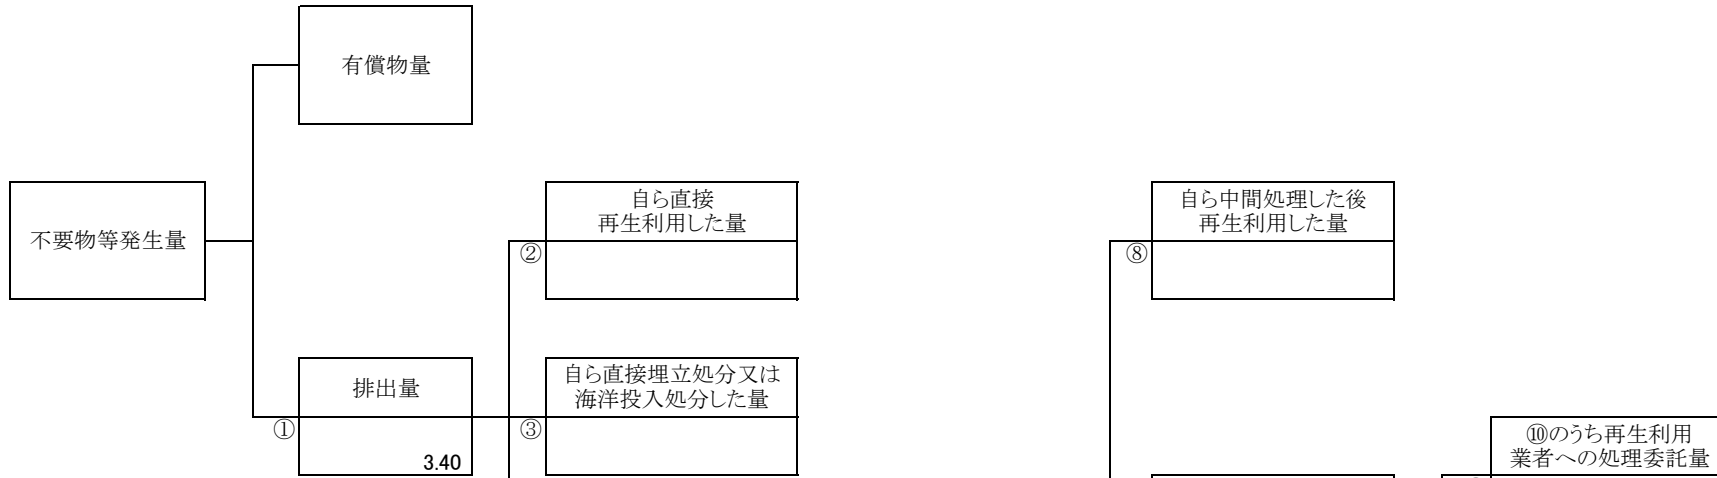 有償物量
不要物等発生量
自ら直接
再生利用した量
②
自ら中間処理した後
再生利用した量
⑧
排出量
①
3.40
自ら直接埋立処分又は
海洋投入処分した量
③
⑩のうち再生利用
業者への処理委託量